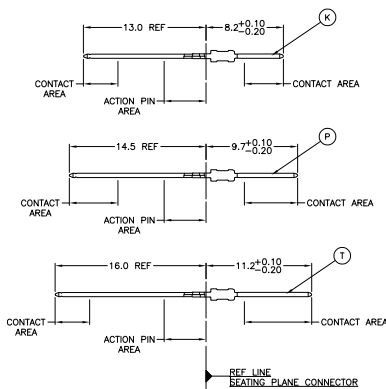 13.0 REF
8.2+0.10
-0.20
K
CONTACT
AREA
ACTION PIN
AREA
CONTACT AREA
14.5 REF
9.7+0.10
-0.20
P
CONTACT
AREA
ACTION PIN
AREA
CONTACT AREA
16.0 REF
11.2+0.10
-0.20
T
CONTACT
AREA
ACTION PIN
AREA
CONTACT AREA
REF LINE
SEATING PLANE CONNECTOR